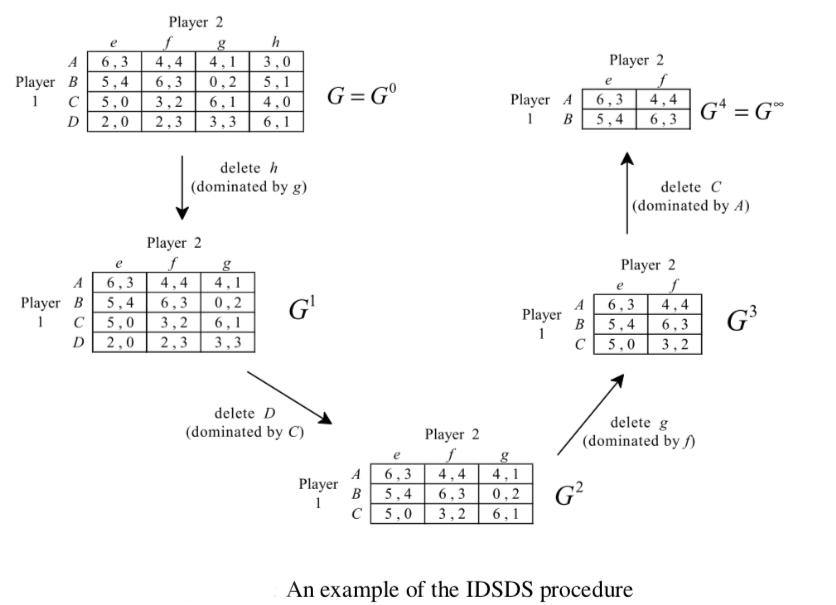 Player 2
e f g h
A 6 , 3 4 , 4 4 , 1 3 , 0
Player B 5 , 4 6 , 3 0 , 2 5 , 1
1 C 5 , 0 3 , 2 6 , 1 4 , 0
D 2 , 0 2 , 3 3 , 3 6 , 1
G = G⁰
delete h
(dominated by g)
Player 2
e f g
A 6 , 3 4 , 4 4 , 1
Player B 5 , 4 6 , 3 0 , 2
1 C 5 , 0 3 , 2 6 , 1
D 2 , 0 2 , 3 3 , 3
G¹
delete D
(dominated by C)
Player 2
e f g
A 6 , 3 4 , 4 4 , 1
Player B 5 , 4 6 , 3 0 , 2
1 C 5 , 0 3 , 2 6 , 1
G²
delete g
(dominated by f)
Player 2
e f
A 6 , 3 4 , 4
Player B 5 , 4 6 , 3
1 C 5 , 0 3 , 2
G³
delete C
(dominated by A)
Player 2
e f
Player A 6 , 3 4 , 4
1 B 5 , 4 6 , 3
G⁴ = G^∞
An example of the IDSDS procedure